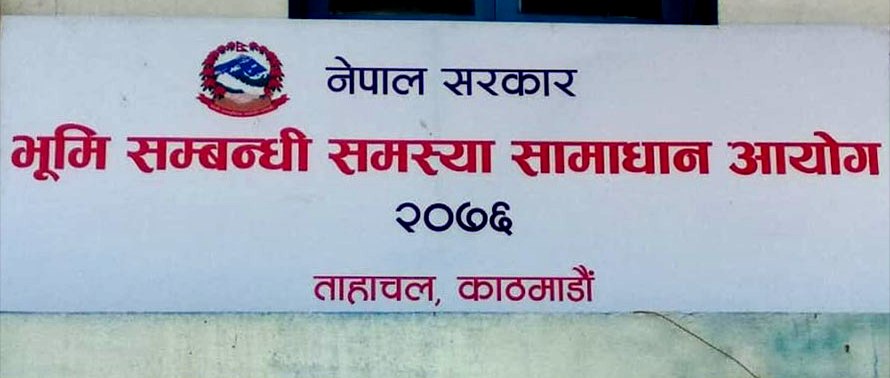 नेपाल सरकार
भूमि सम्बन्धी समस्या सामाधान आयोग
२०७६
ताहाचल, काठमाडौं